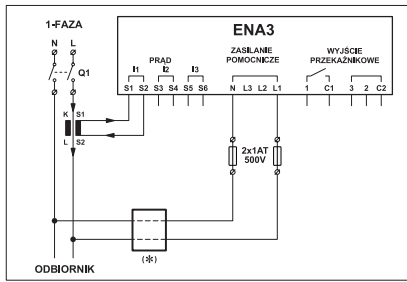 1-FAZA
N L
Q1
K S1
L S2
ODBIORNIK
ENA3
PRĄD
I1 I2 I3
S1 S2 S3 S4 S5 S6
ZASILANIE
POMOCNICZE
N L3 L2 L1
WYJŚCIE
PRZEKAŹNIKOWE
1 C1 3 2 C2
2x1AT
500V
(*)